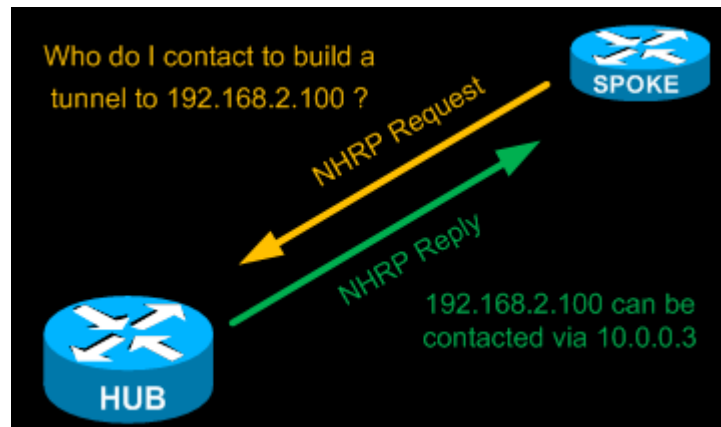 Who do I contact to build a
tunnel to 192.168.2.100 ?
SPOKE
NHRP Request
NHRP Reply
192.168.2.100 can be
contacted via 10.0.0.3
HUB